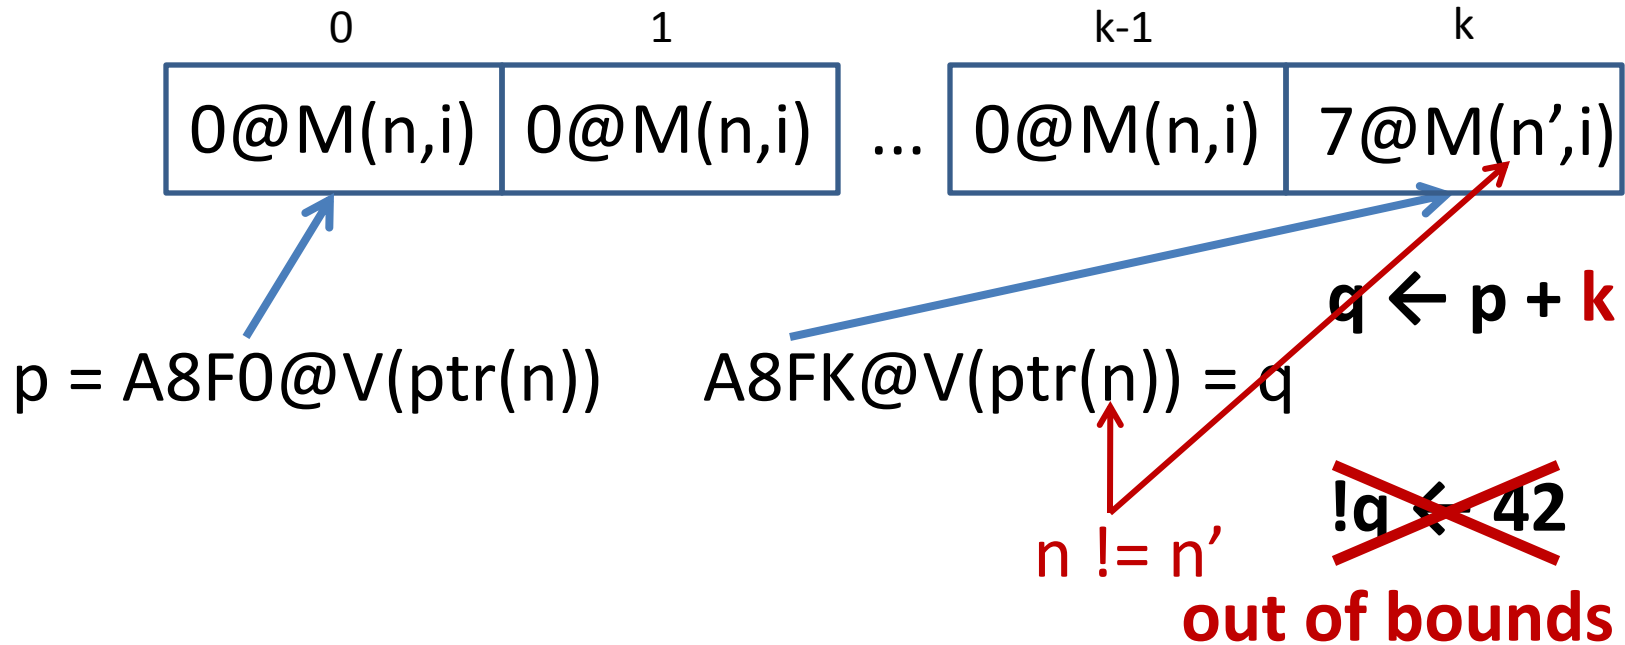 0 1 k-1 k
0@M(n,i) 0@M(n,i) ... 0@M(n,i) 7@M(n’,i)
q ← p + k
p = A8F0@V(ptr(n)) A8FK@V(ptr(n)) = q
!q ← 42
n != n’
out of bounds